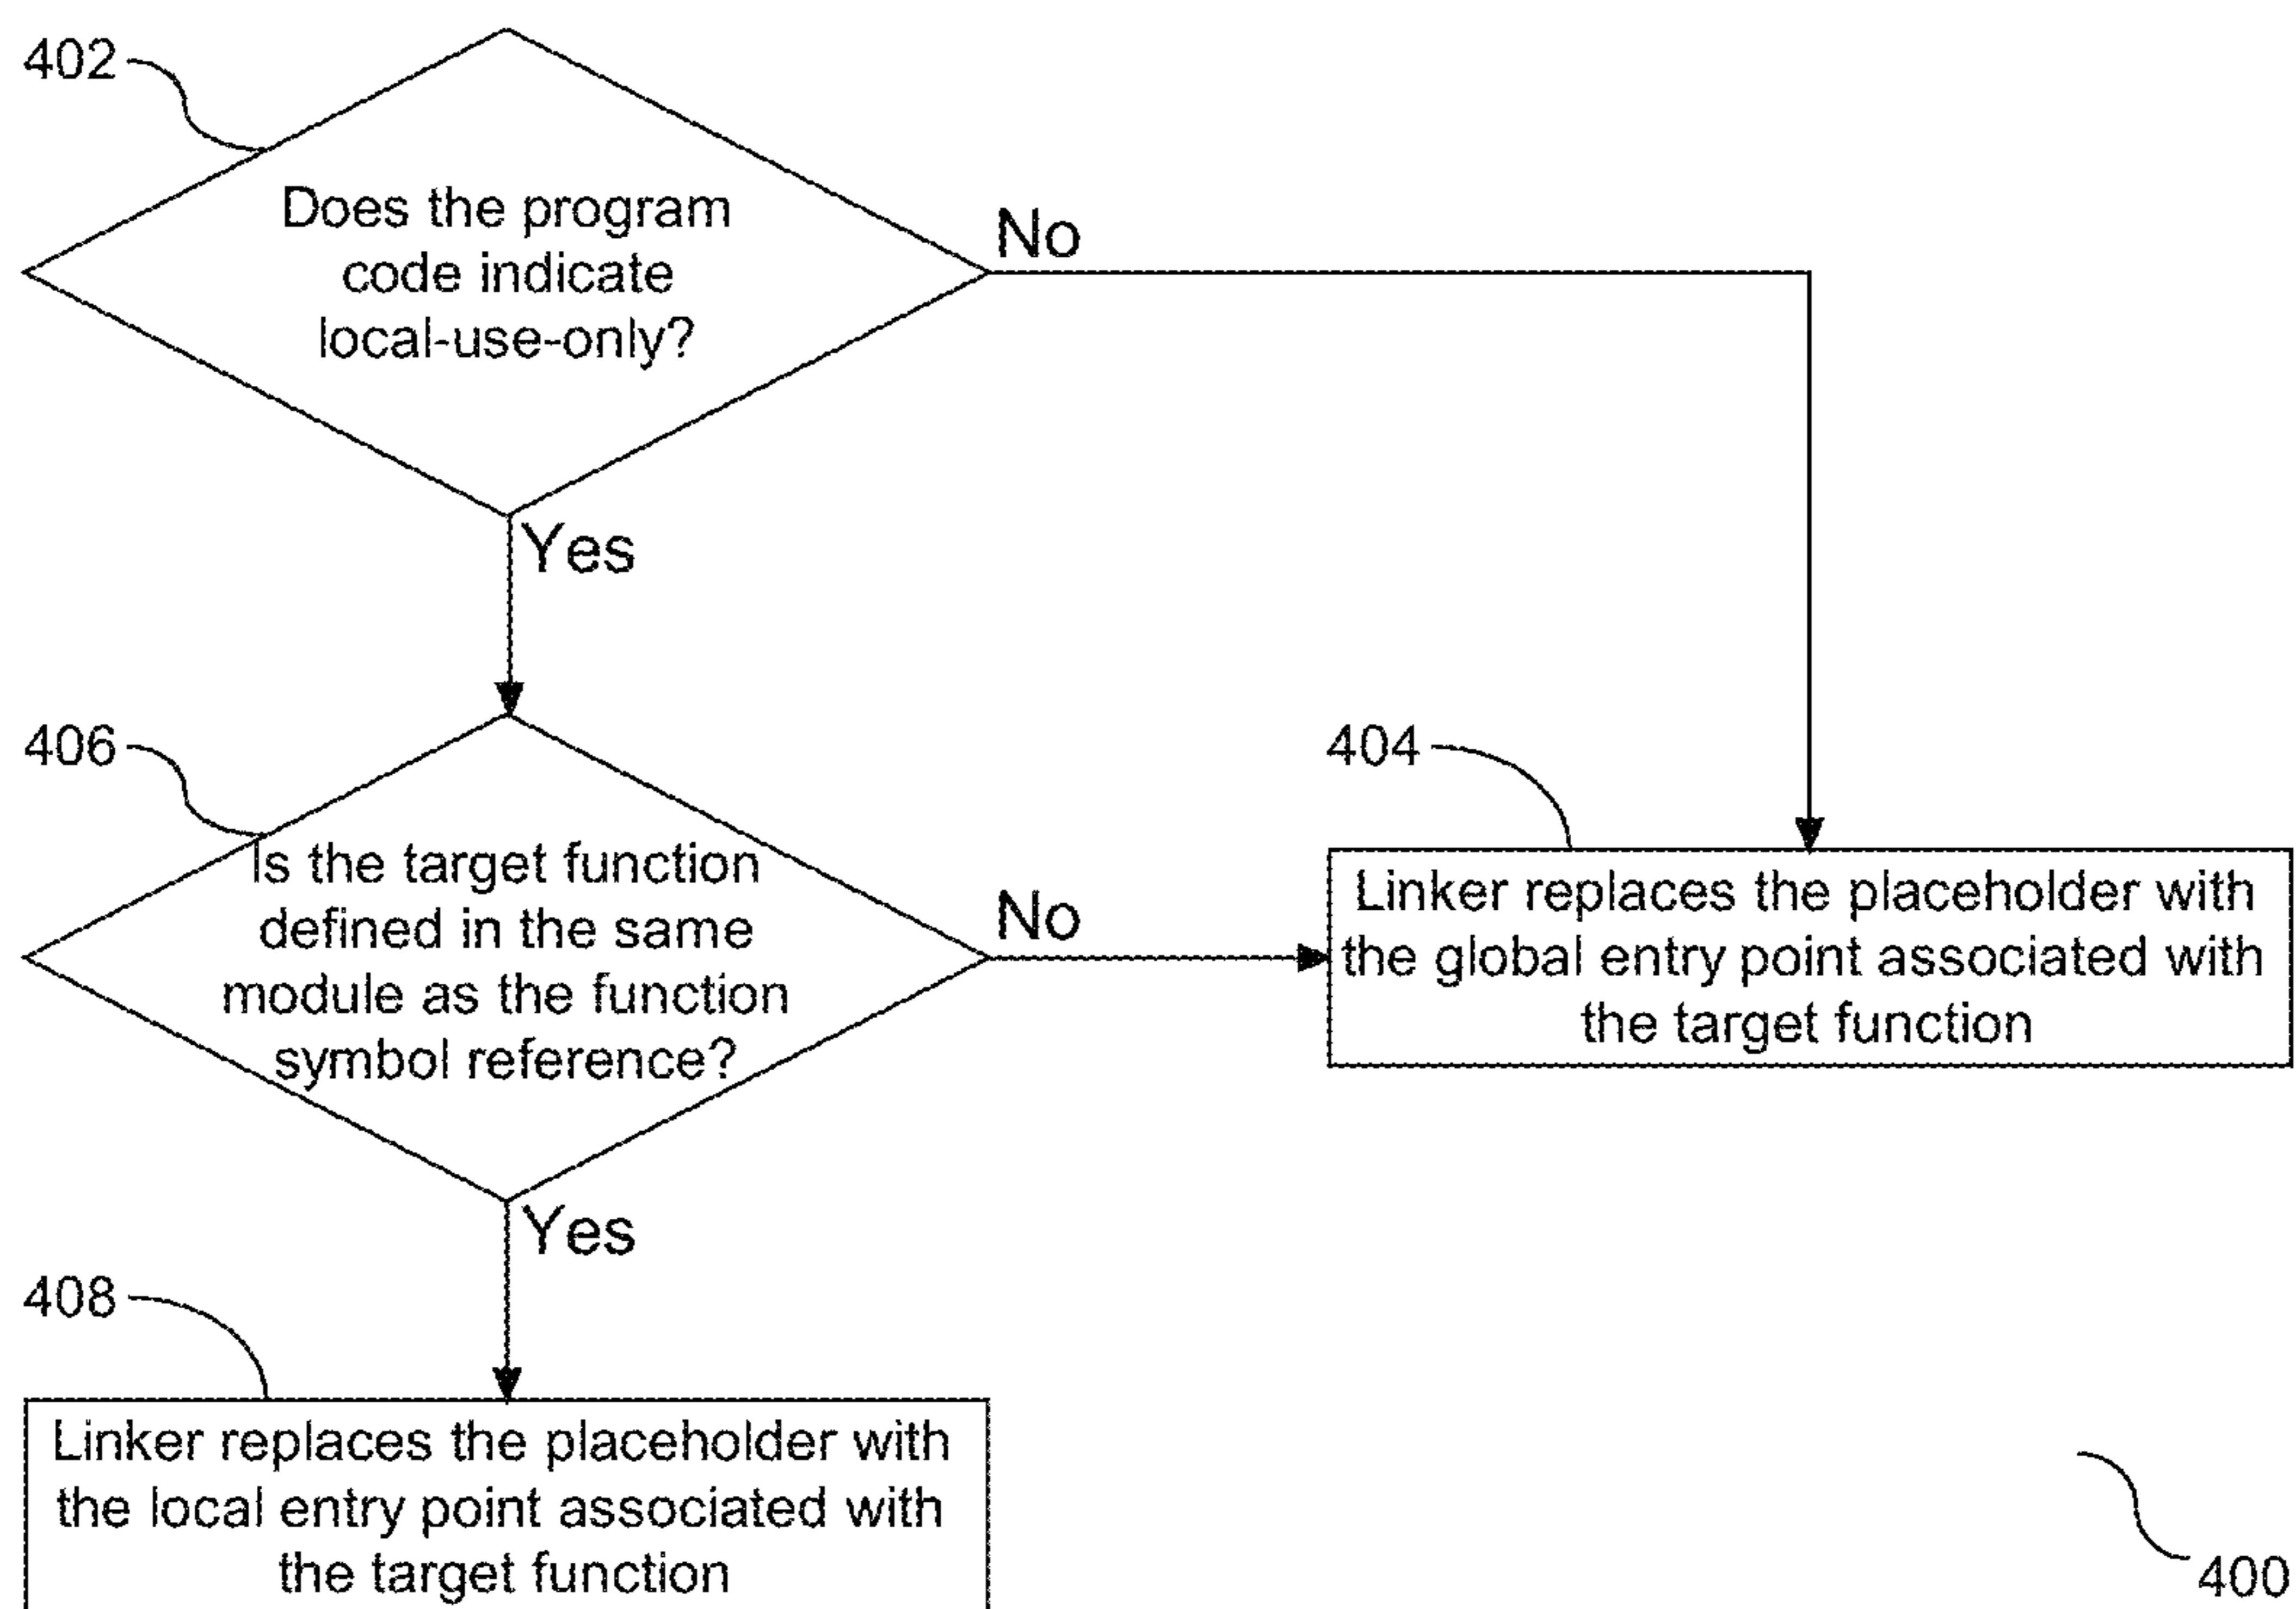 402
Does the program
code indicate
local-use-only?
No
Yes
406
Is the target function
defined in the same
module as the function
symbol reference?
No
404
Linker replaces the placeholder with
the global entry point associated with
the target function
Yes
408
Linker replaces the placeholder with
the local entry point associated with
the target function
400